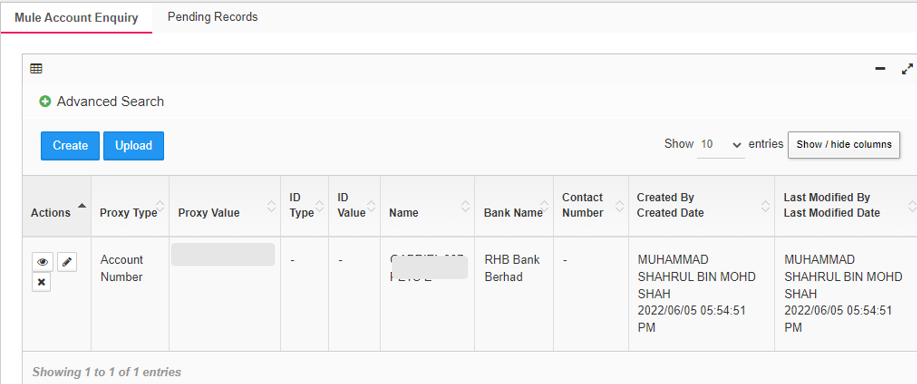 Mule Account Enquiry
Pending Records
Advanced Search
Create
Upload
Show 10 entries
Show / hide columns
Actions
Proxy Type
Proxy Value
ID
Type
ID
Value
Name
Bank Name
Contact
Number
Created By
Created Date
Last Modified By
Last Modified Date
Account
Number
-
-
RHB Bank
Berhad
-
MUHAMMAD
SHAHRUL BIN MOHD
SHAH
2022/06/05 05:54:51
PM
MUHAMMAD
SHAHRUL BIN MOHD
SHAH
2022/06/05 05:54:51
PM
Showing 1 to 1 of 1 entries